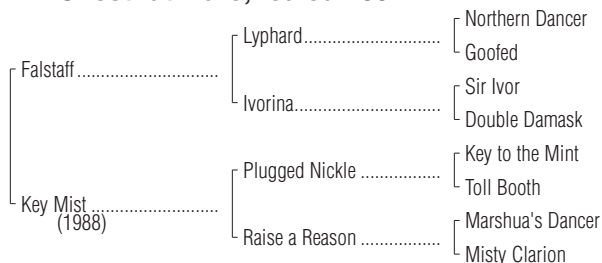 Northern Dancer
Lyphard........................................
Goofed
Falstaff ..........................................
Sir Ivor
Ivorina...........................................
Double Damask
Key to the Mint
Plugged Nickle ......................
Toll Booth
Key Mist .......................................
(1988)
Marshua's Dancer
Raise a Reason ......................
Misty Clarion